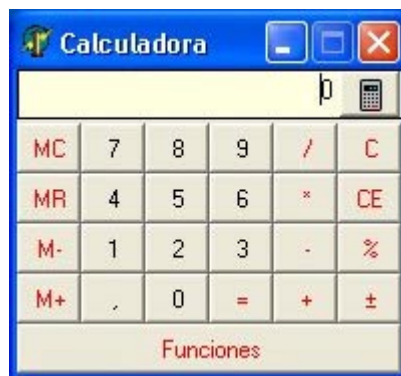 Calculadora
0
MC 7 8 9 / C
MR 4 5 6 * CE
M- 1 2 3 - %
M+ , 0 = + ±
Funciones